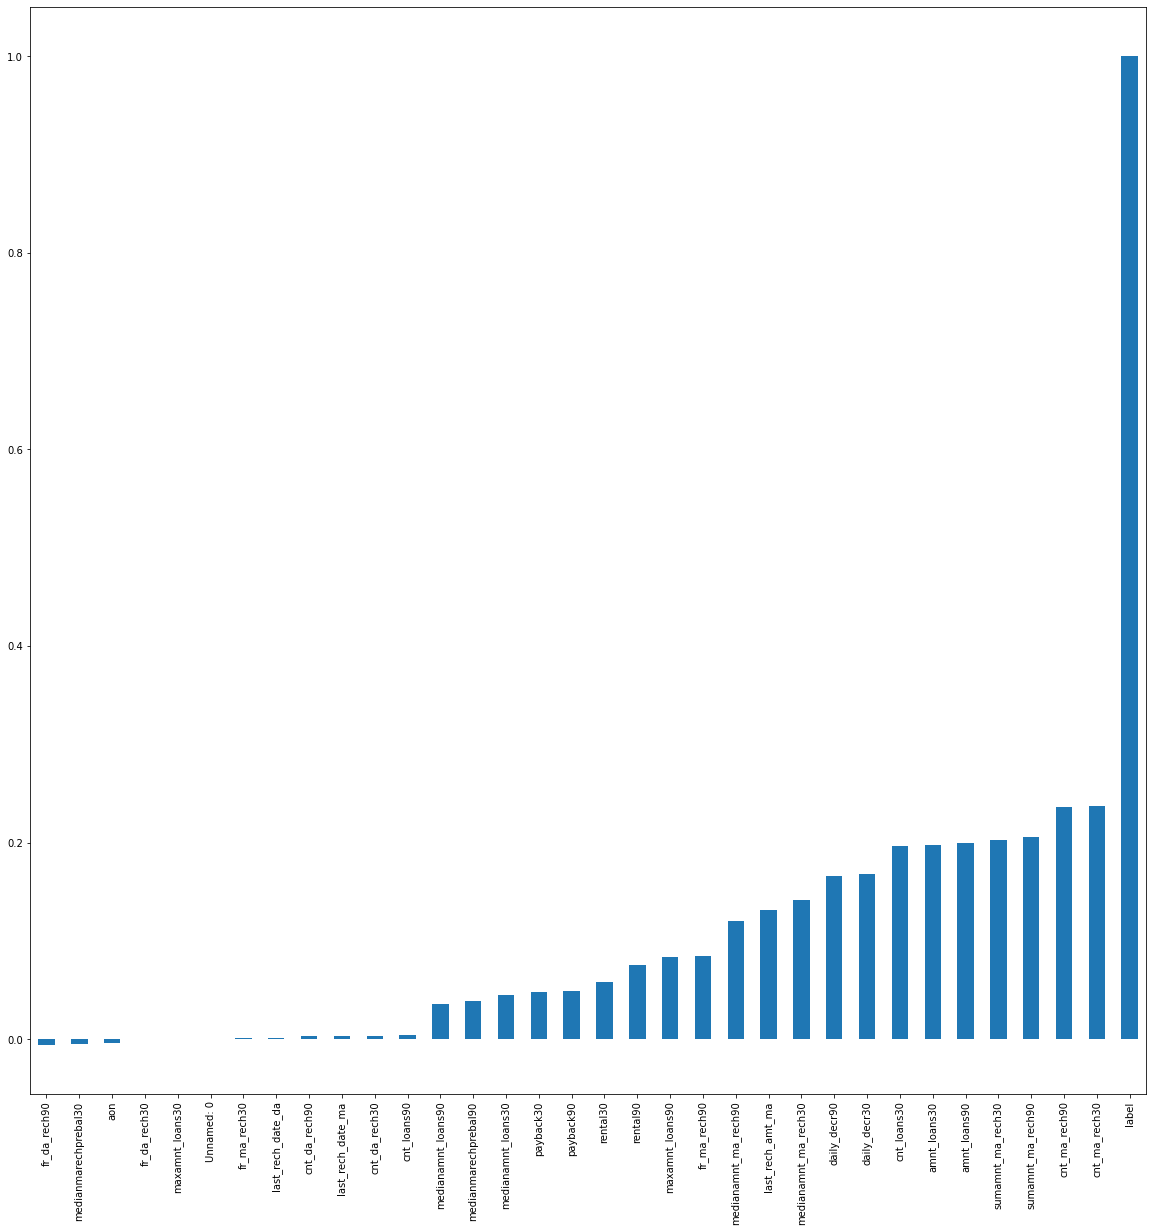 1.0
0.8
0.6
0.4
0.2
0.0
fr_da_rech90
medianmarechprebal30
aon
fr_da_rech30
maxamnt_loans30
Unnamed: 0
fr_ma_rech30
last_rech_date_da
cnt_da_rech90
last_rech_date_ma
cnt_da_rech30
cnt_loans90
medianamnt_loans90
medianmarechprebal90
medianamnt_loans30
payback30
payback90
rental30
rental90
maxamnt_loans90
fr_ma_rech90
medianamnt_ma_rech90
last_rech_amt_ma
medianamnt_ma_rech30
daily_decr90
daily_decr30
cnt_loans30
amnt_loans30
amnt_loans90
sumamnt_ma_rech30
sumamnt_ma_rech90
cnt_ma_rech90
cnt_ma_rech30
label